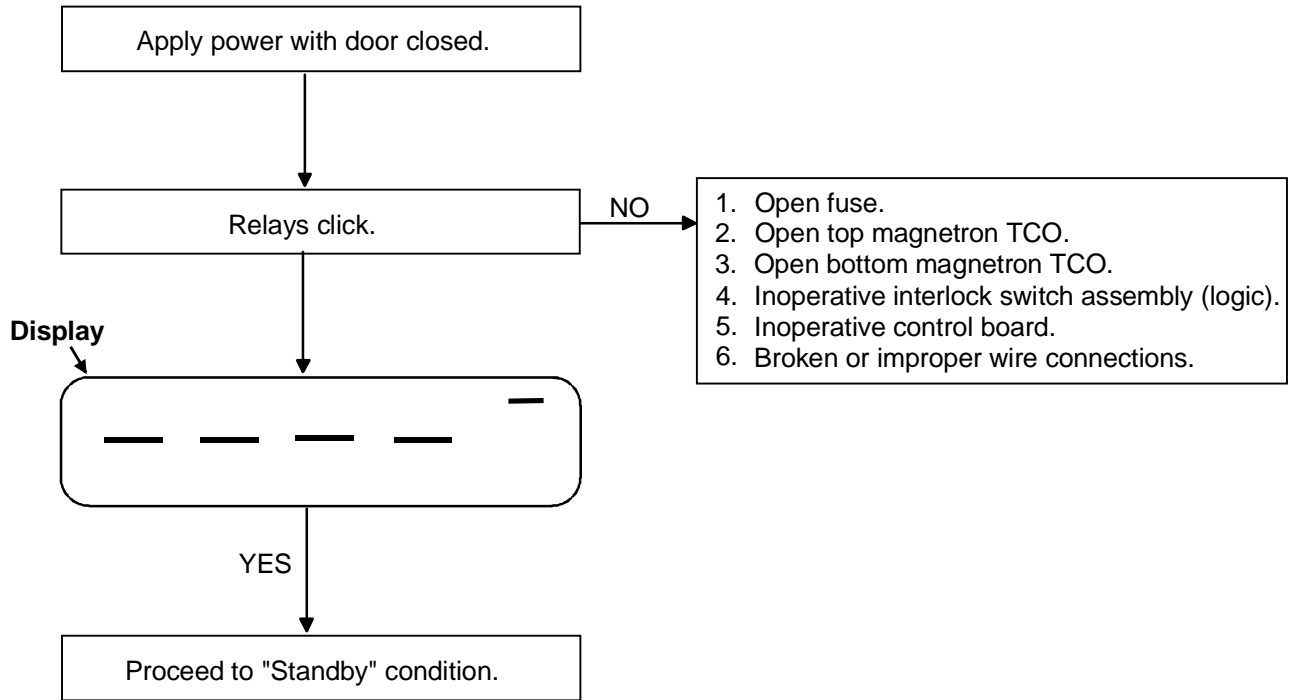 Apply power with door closed.
Relays click.
NO
1. Open fuse.
2. Open top magnetron TCO.
3. Open bottom magnetron TCO.
4. Inoperative interlock switch assembly (logic).
5. Inoperative control board.
6. Broken or improper wire connections.
Display
YES
Proceed to "Standby" condition.